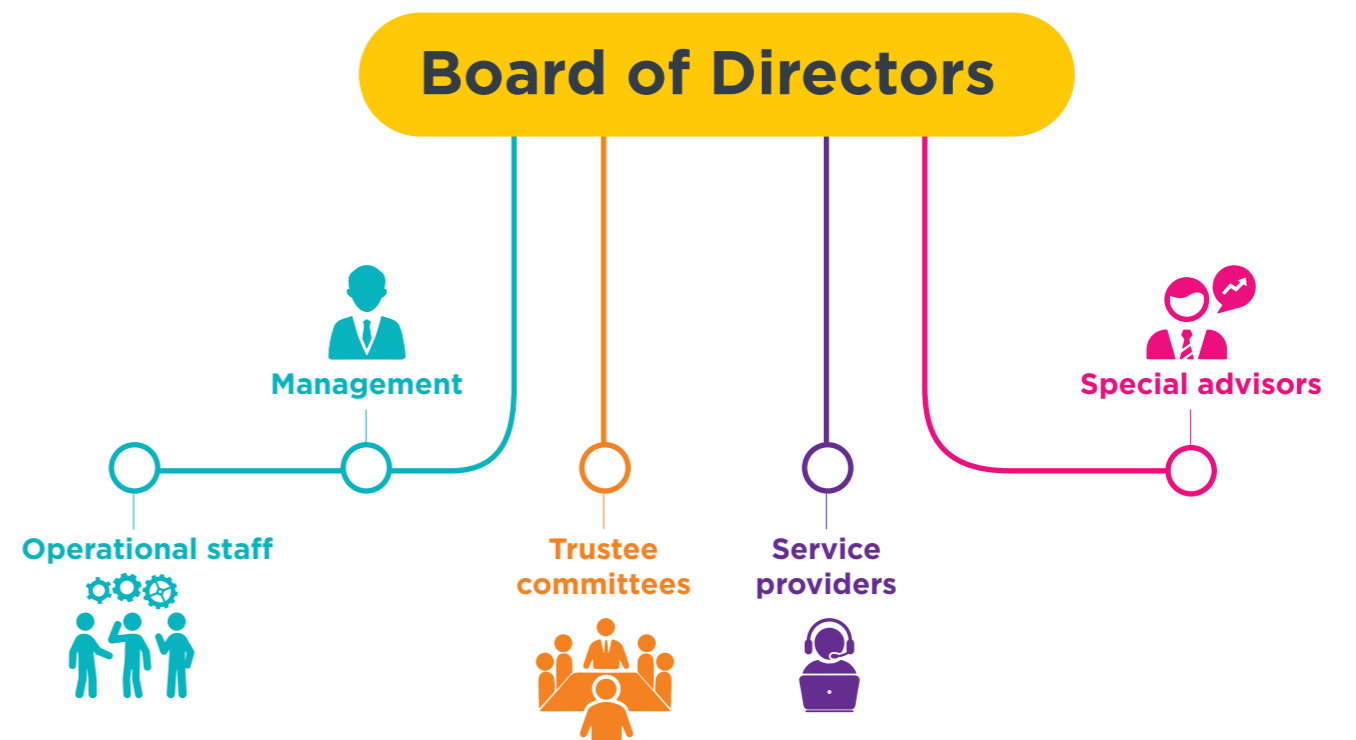 Board of Directors
Management
Special advisors
Operational staff
Trustee
committees
Service
providers